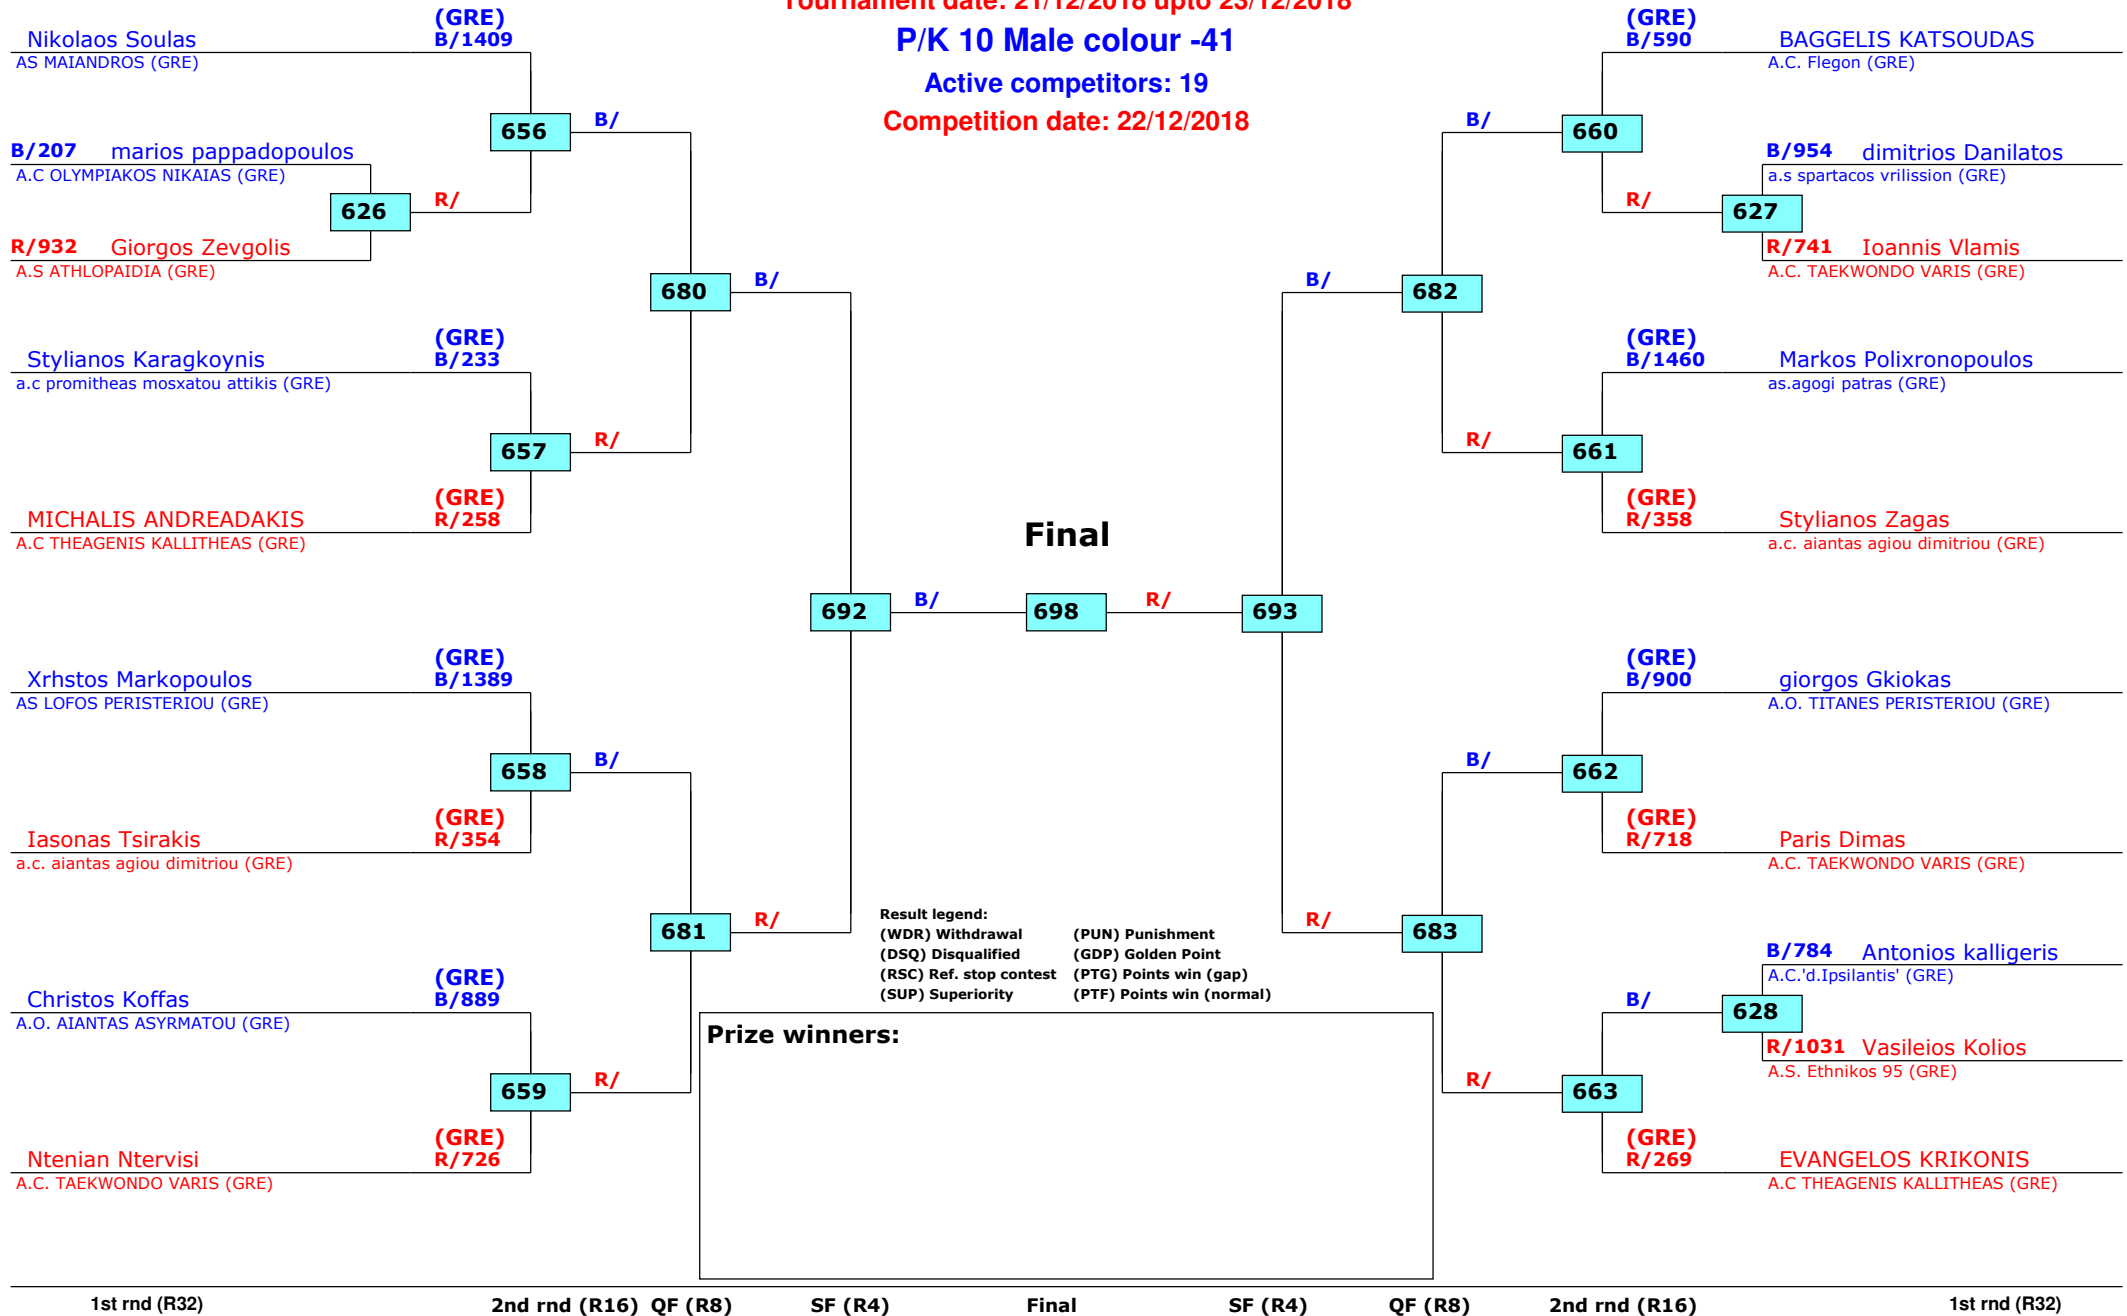 Tournament date: 21/12/2018 upto 23/12/2018
P/K 10 Male colour -41
Active competitors: 19
Competition date: 22/12/2018
(GRE)
Nikolaos Soulas B/1409
AS MAIANDROS (GRE)
656
B/
B/207 marios pappadopoulos
A.C OLYMPIAKOS NIKAIAS (GRE)
626
R/
R/932 Giorgos Zevgolis
A.S ATHLOPAIDIA (GRE)
680
B/
(GRE)
Stylianos Karagkoynis B/233
a.c promitheas mosxatou attikis (GRE)
657
R/
(GRE)
MICHALIS ANDREADAKIS R/258
A.C THEAGENIS KALLITHEAS (GRE)
692
B/
(GRE)
Xrhstos Markopoulos B/1389
AS LOFOS PERISTERIOU (GRE)
658
B/
(GRE)
Iasonas Tsirakis R/354
a.c. aiantas agiou dimitriou (GRE)
681
R/
(GRE)
Christos Koffas B/889
A.O. AIANTAS ASYRMATOU (GRE)
659
R/
(GRE)
Ntenian Ntervisi R/726
A.C. TAEKWONDO VARIS (GRE)
Final
698
R/
693
(GRE)
B/590 BAGGELIS KATSOUDAS
A.C. Flegon (GRE)
B/
660
B/954 dimitrios Danilatos
a.s spartacos vrilission (GRE)
R/
627
R/741 Ioannis Vlamis
A.C. TAEKWONDO VARIS (GRE)
B/
682
(GRE)
B/1460 Markos Polixronopoulos
as.agogi patras (GRE)
R/
661
(GRE)
R/358 Stylianos Zagas
a.c. aiantas agiou dimitriou (GRE)
(GRE)
B/900 giorgos Gkiokas
A.O. TITANES PERISTERIOU (GRE)
B/
662
(GRE)
R/718 Paris Dimas
A.C. TAEKWONDO VARIS (GRE)
R/
683
B/784 Antonios kalligeris
A.C.'d.Ipsilantis' (GRE)
B/
628
R/1031 Vasileios Kolios
A.S. Ethnikos 95 (GRE)
R/
663
(GRE)
R/269 EVANGELOS KRIKONIS
A.C THEAGENIS KALLITHEAS (GRE)
Result legend:
(WDR) Withdrawal (PUN) Punishment
(DSQ) Disqualified (GDP) Golden Point
(RSC) Ref. stop contest (PTG) Points win (gap)
(SUP) Superiority (PTF) Points win (normal)
Prize winners:
1st rnd (R32) 2nd rnd (R16) QF (R8) SF (R4) Final SF (R4) QF (R8) 2nd rnd (R16) 1st rnd (R32)